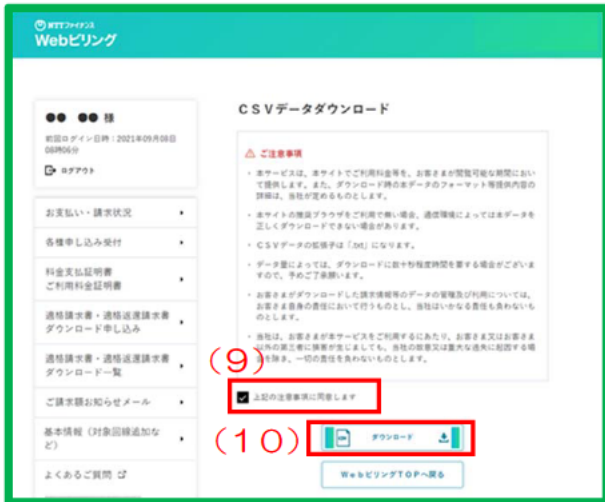 NTTファイナンス
Webビリング
●● ●● 様
前回ログイン日時：2021年09月08日
08時06分
ログアウト
お支払い・請求状況
各種申し込み受付
料金支払証明書
ご利用料金証明書
適格請求書・適格返還請求書
ダウンロード申し込み
適格請求書・適格返還請求書
ダウンロード一覧
ご請求額お知らせメール
基本情報（対象回線追加な
ど）
よくあるご質問
ＣＳＶデータダウンロード
ご注意事項
・本サービスは、本サイトでご利用料金等を、お客さまが閲覧可能な期間におい
て提供します。また、ダウンロード時の本データのフォーマット等提供内容の
詳細は、当社が定めるものとします。
・本サイトの推奨ブラウザをご利用で無い場合、通信環境によっては本データを
正しくダウンロードできない場合があります。
・ＣＳＶデータの拡張子は「.txt」になります。
・データ量によっては、ダウンロードに数十秒程度時間を要する場合がございま
すので、予めご了承願います。
・お客さまがダウンロードした請求情報等のデータの管理及び利用については、
お客さま自身の責任において行うものとし、当社はいかなる責任も負わないも
のとします。
・当社は、お客さまが本サービスをご利用するにあたり、お客さま又はお客さま
以外の第三者に損害が生じましても、当社の故意又は重大な過失に起因する場
合を除き、一切の責任を負わないものとします。
（９）
上記の注意事項に同意します
（１０）
CSV ダウンロード
ＷｅｂビリングＴＯＰへ戻る